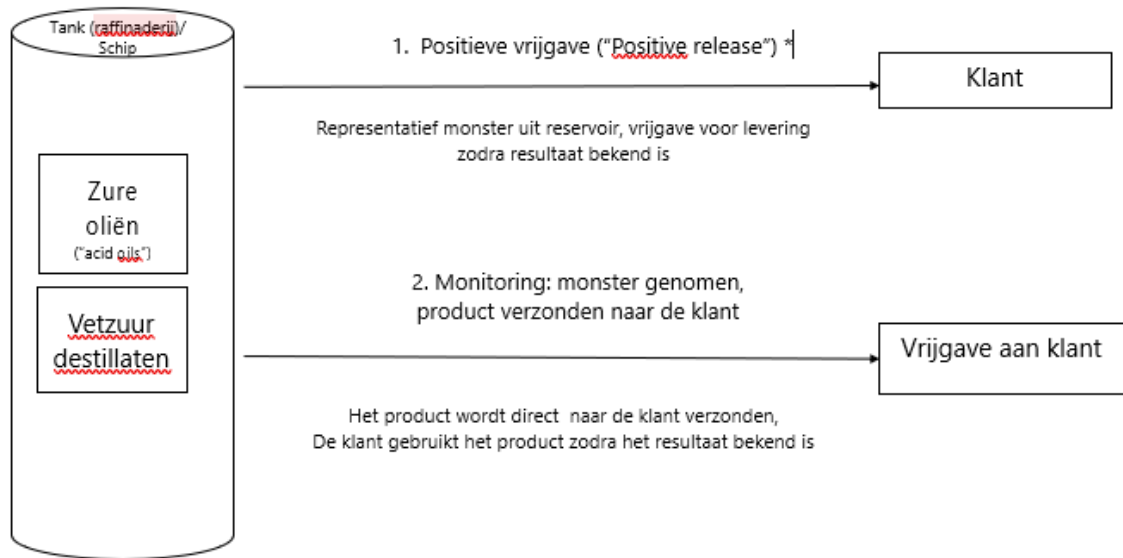 Tank (raffinaderij)/
Schip
1. Positieve vrijgave (“Positive release”) *
Klant
Representatief monster uit reservoir, vrijgave voor levering
zodra resultaat bekend is
Zure
oliën
(“acid oils”)
2. Monitoring: monster genomen,
product verzonden naar de klant
Vetzuur
destillaten
Vrijgave aan klant
Het product wordt direct naar de klant verzonden,
De klant gebruikt het product zodra het resultaat bekend is